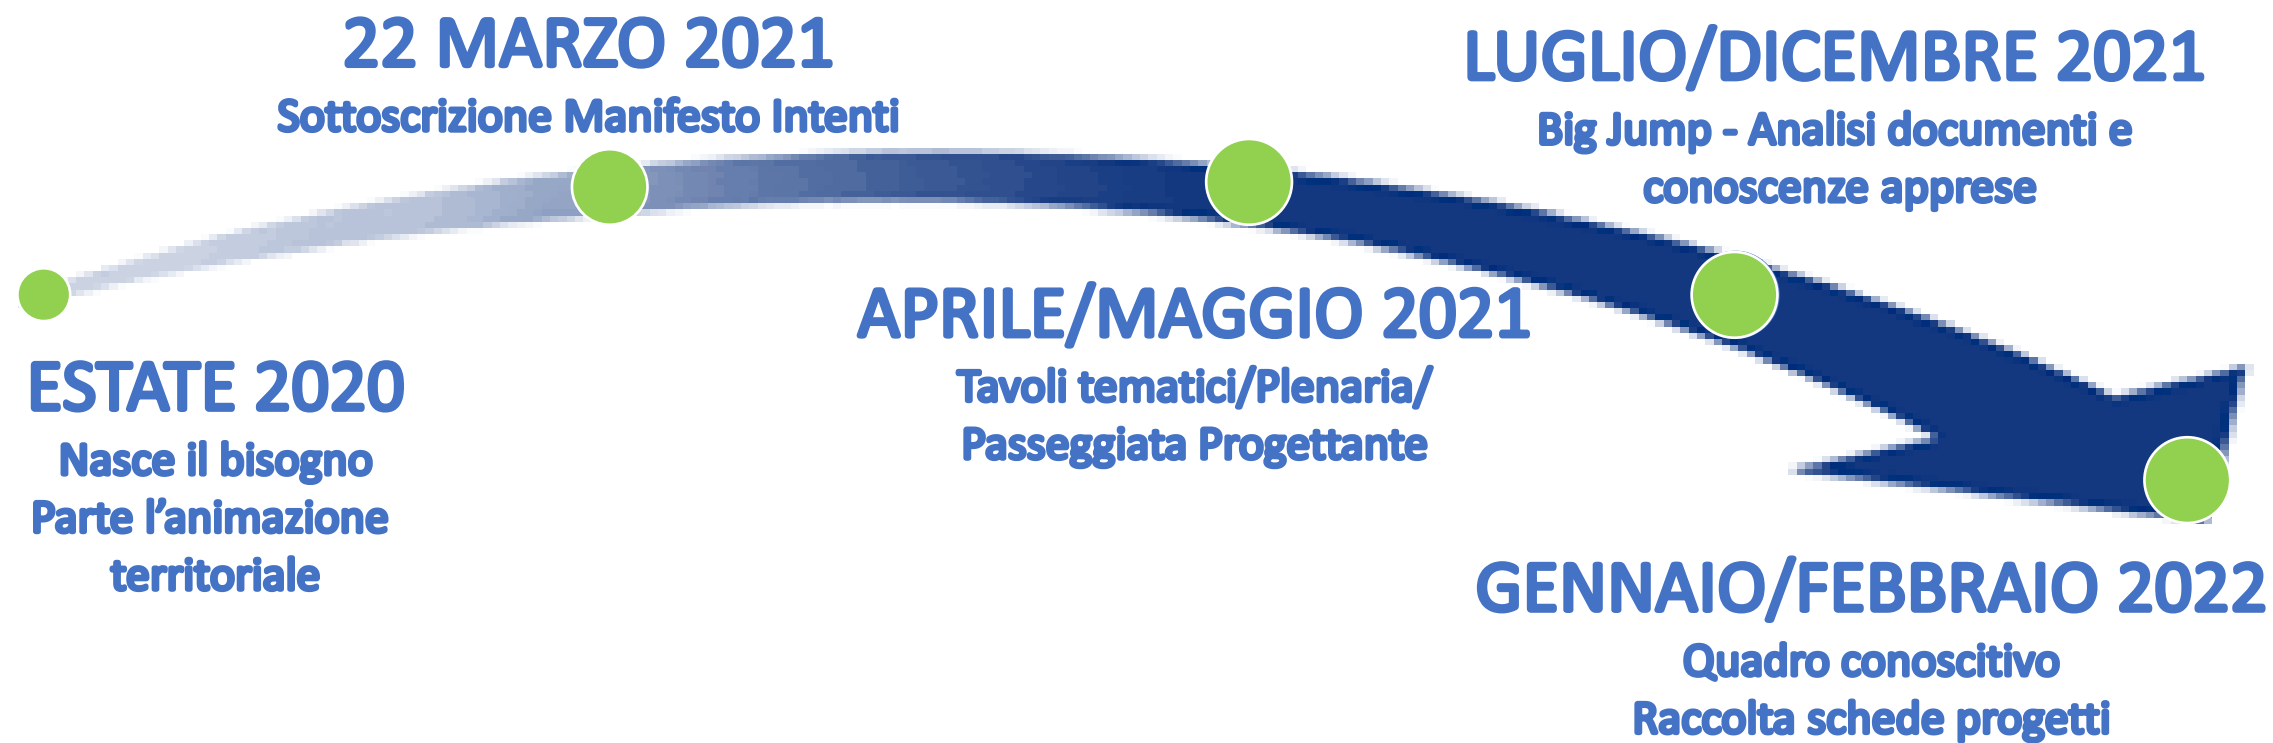 22 MARZO 2021
Sottoscrizione Manifesto Intenti
LUGLIO/DICEMBRE 2021
Big Jump - Analisi documenti e
conoscenze apprese
APRILE/MAGGIO 2021
Tavoli tematici/Plenaria/
Passeggiata Progettante
ESTATE 2020
Nasce il bisogno
Parte l’animazione
territoriale
GENNAIO/FEBBRAIO 2022
Quadro conoscitivo
Raccolta schede progetti